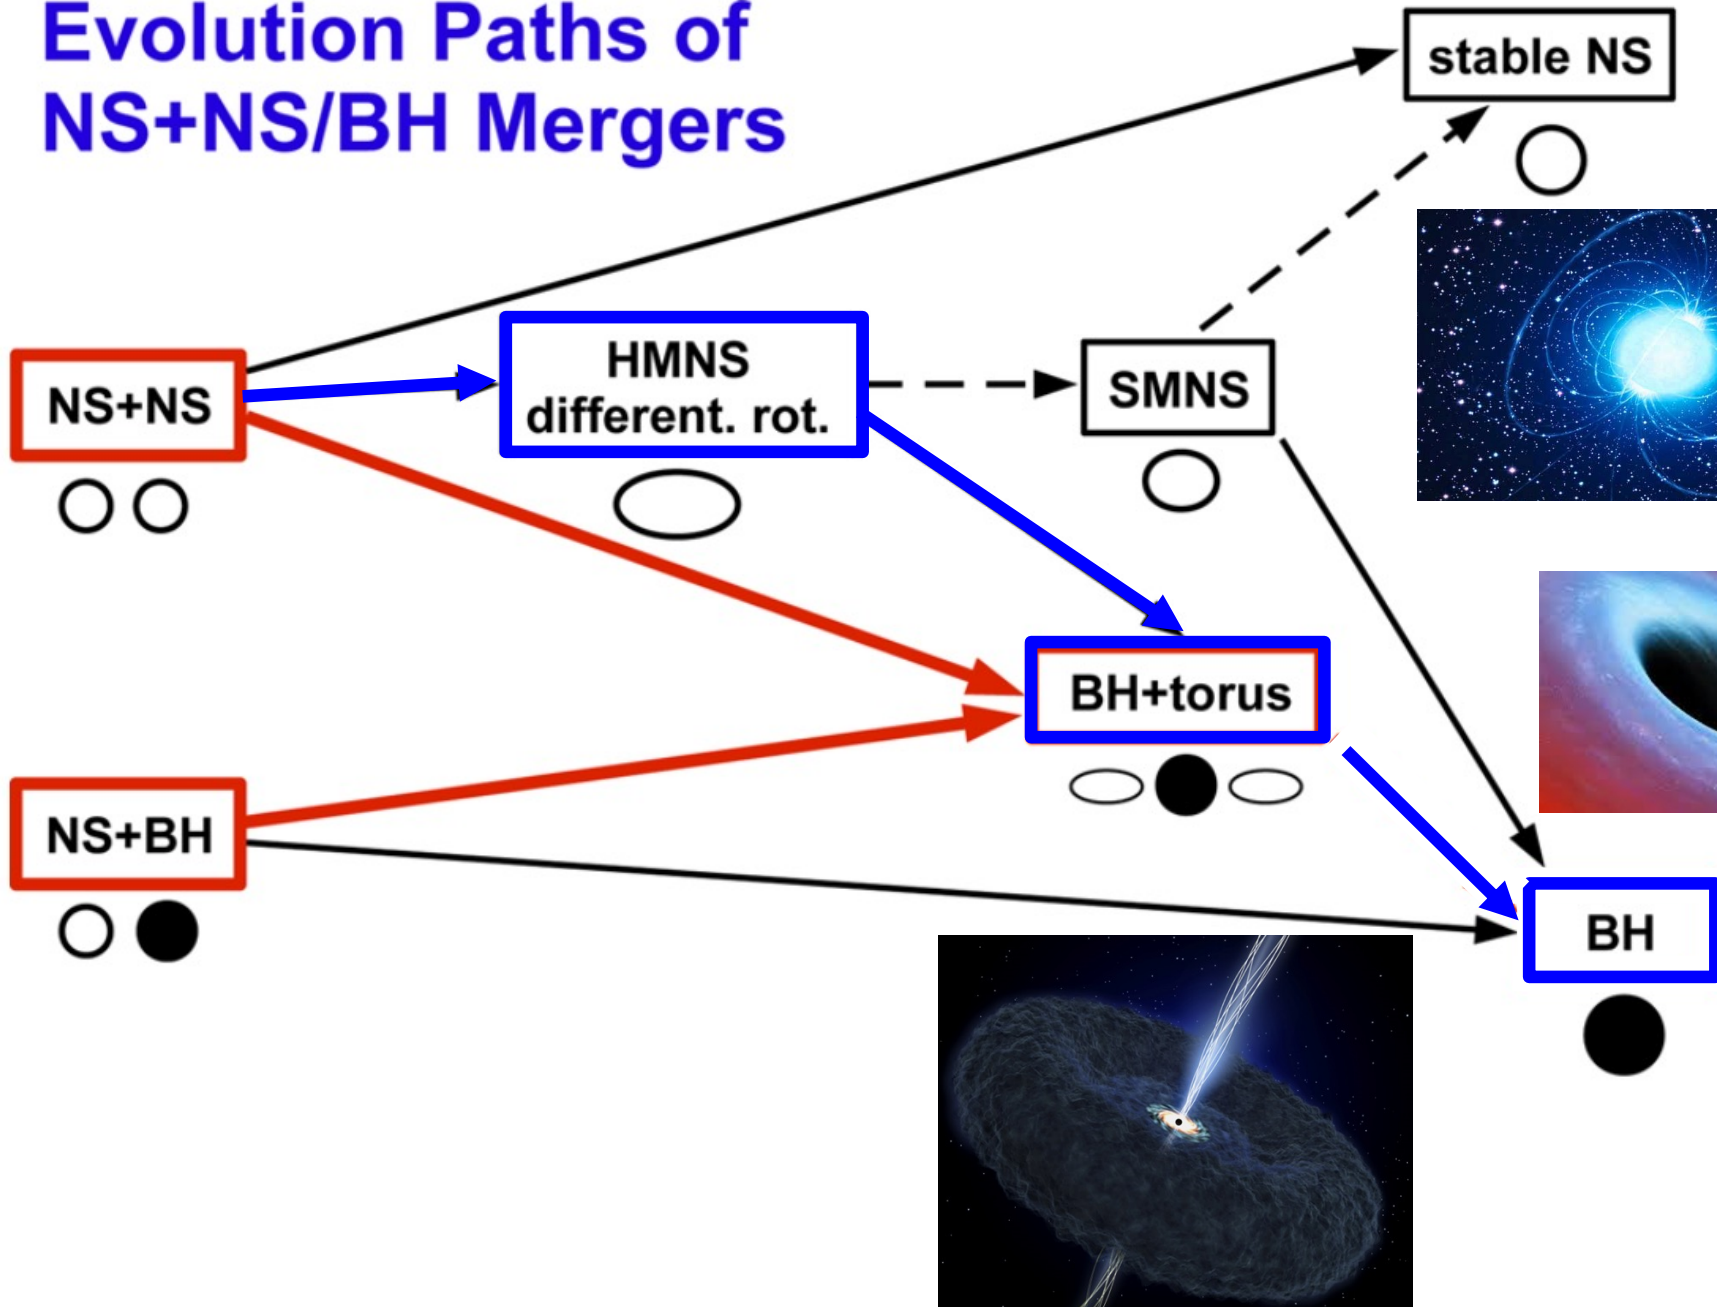 Evolution Paths of
NS+NS/BH Mergers
stable NS
NS+NS
HMNS
different. rot.
SMNS
BH+torus
NS+BH
BH